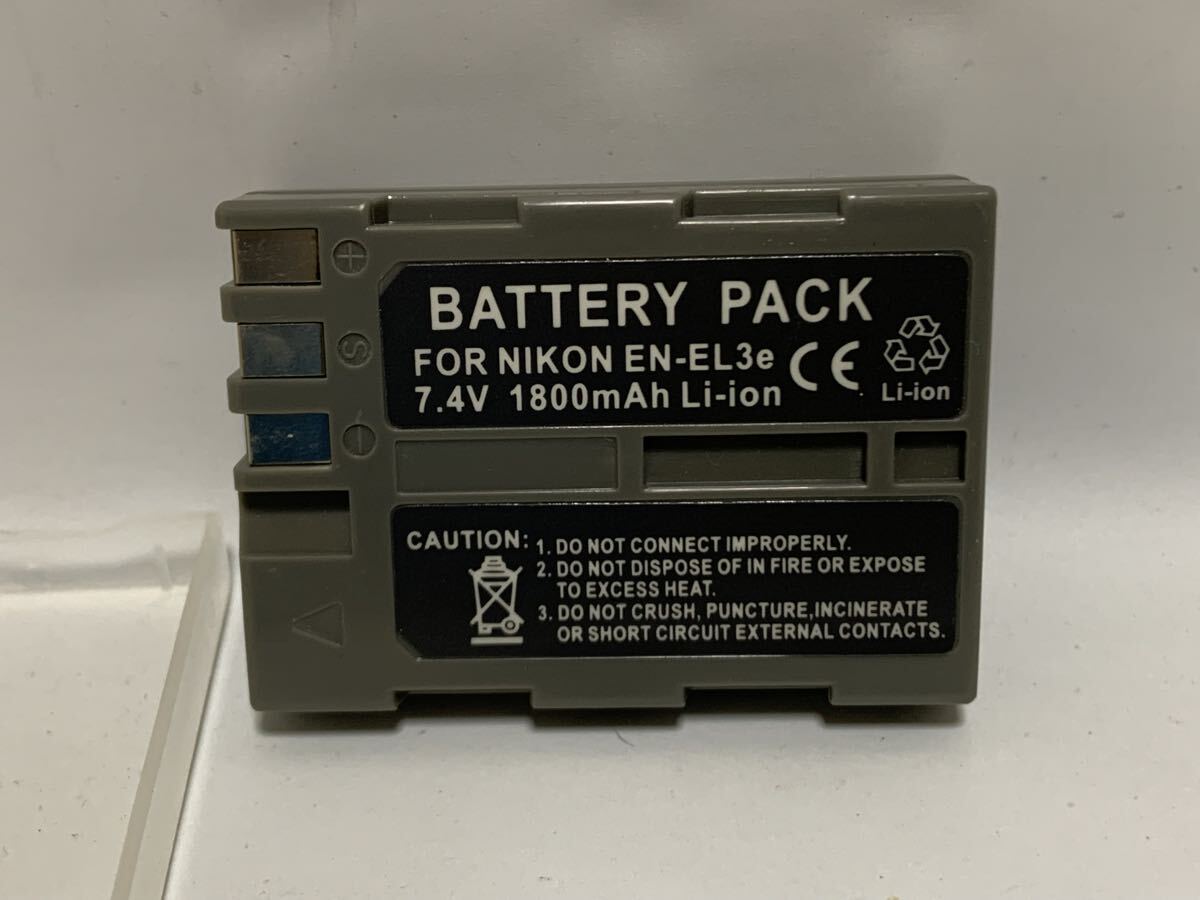 BATTERY PACK
FOR NIKON EN-EL3e
7.4V 1800mAh Li-ion
CE
Li-ion
+
S
-
CAUTION:
1. DO NOT CONNECT IMPROPERLY.
2. DO NOT DISPOSE OF IN FIRE OR EXPOSE
TO EXCESS HEAT.
3. DO NOT CRUSH, PUNCTURE,INCINERATE
OR SHORT CIRCUIT EXTERNAL CONTACTS.